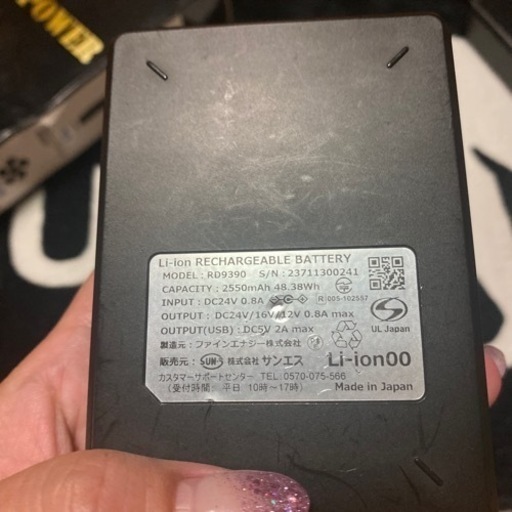 POWER
Li-ion RECHARGEABLE BATTERY
MODEL : RD9390 S/N : 23711300241
CAPACITY : 2550mAh 48.38Wh
INPUT : DC24V 0.8A
R 005-102557
OUTPUT : DC24V/16V/12V 0.8A max
OUTPUT(USB) : DC5V 2A max
UL Japan
製造元 : ファインエナジー株式会社
販売元 : SUN-S 株式会社 サンエス
Li-ion00
カスタマーサポートセンター TEL: 0570-075-566
(受付時間: 平日 10時～17時)
Made in Japan